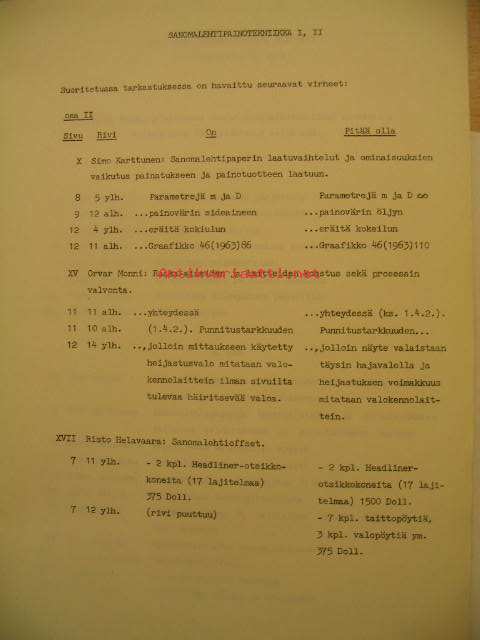 SANOMALEHTIPAINOTEKNIIKKA I, II
Suoritetussa tarkastuksessa on havaittu seuraavat virheet:
osa II
Sivu Rivi On Pitää olla
X Simo Karttunen: Sanomalehtipaperin laatuvaihtelut ja ominaisuuksien
vaikutus painatukseen ja painotuotteen laatuun.
8 5 ylh. Parametrejä m ja D Parametrejä m ja D ∞
9 12 alh. ...painovärin sideaineen ...painovärin öljyn
12 4 ylh. ...eräitä kokiulun ...eräitä kokeilun
12 11 alh. ...Graafikko 46(1963)86 ...Graafikko 46(1963)110
XV Orvar Monni: ja laitteiden sekä prosessin
valvonta.
11 11 alh. ...yhteydessä ...yhteydessä (ks. 1.4.2.).
11 10 alh. (1.4.2.). Punnitustarkkuuden Punnitustarkkuuden...
12 14 ylh. ..,jolloin mittaukseen käytetty ..,jolloin näyte valaistaan
heijastusvalo mitataan valo- täysin hajavalolla ja
kennolaittein ilman sivuilta heijastuksen voimakkuus
tulevaa häiritsevää valoa. mitataan valokennolait-
tein.
XVII Risto Helavaara: Sanomalehtioffset.
7 11 ylh. - 2 kpl. Headliner-otsikko- - 2 kpl. Headliner-
koneita (17 lajitelmaa) otsikkokoneita (17 laji-
375 Doll. telmaa) 1500 Doll.
7 12 ylh. (rivi puuttuu) - 7 kpl. taittopöytiä,
3 kpl. valopöytiä ym.
375 Doll.